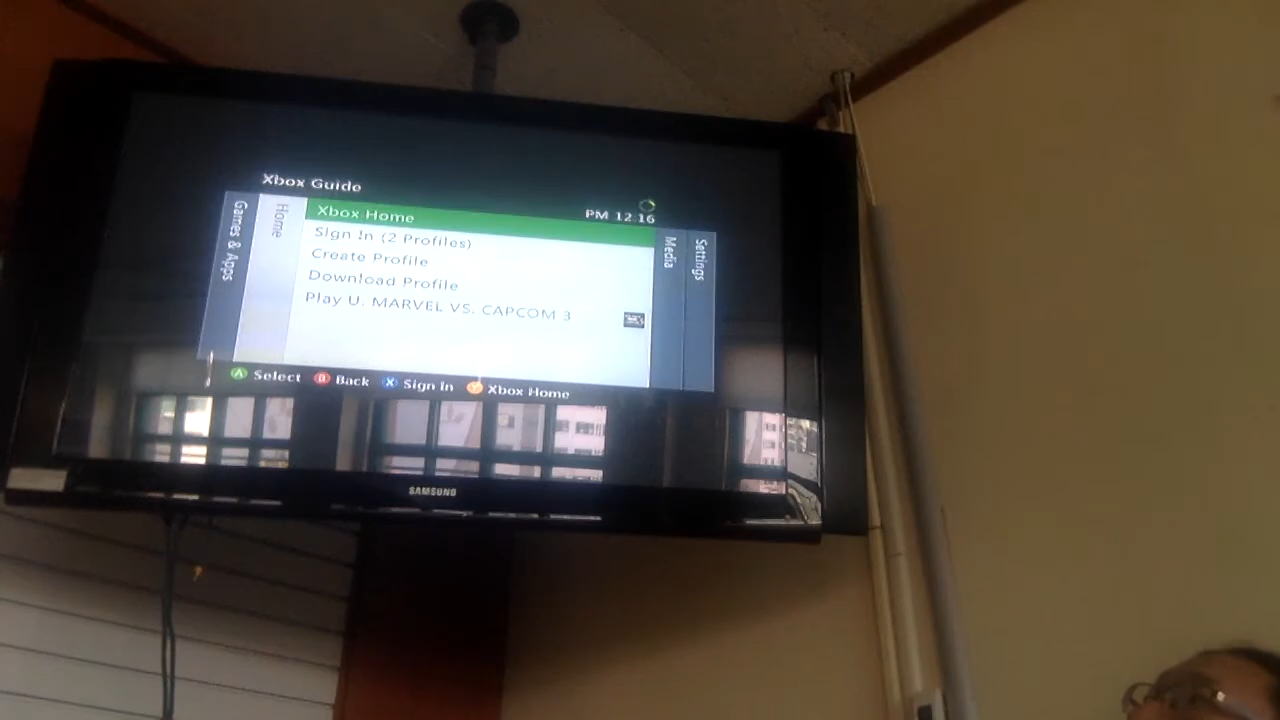 Xbox Guide
PM 12:16
Games & Apps
Home
Xbox Home
Sign In (2 Profiles)
Create Profile
Download Profile
Play U. MARVEL VS. CAPCOM 3
Media
Settings
A Select B Back X Sign In Y Xbox Home
SAMSUNG